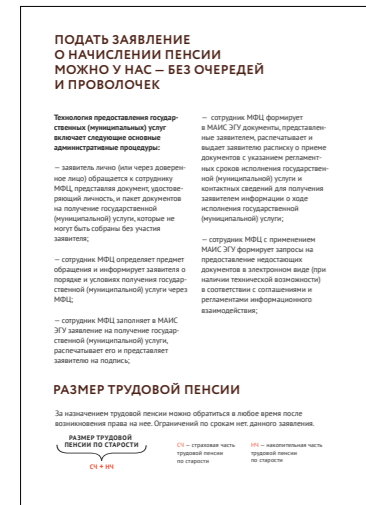 ПОДАТЬ ЗАЯВЛЕНИЕ
О НАЧИСЛЕНИИ ПЕНСИИ
МОЖНО У НАС — БЕЗ ОЧЕРЕДЕЙ
И ПРОВОЛОЧЕК
Технология предоставления государ-
ственных (муниципальных) услуг
включает следующие основные
административные процедуры:
— заявитель лично (или через доверен-
ное лицо) обращается к сотруднику
МФЦ, представляя документ, удостове-
ряющий личность, и пакет документов
на получение государственной
(муниципальной) услуги, которые не
могут быть собраны без участия
заявителя;
— сотрудник МФЦ определяет предмет
обращения и информирует заявителя о
порядке и условиях получения государ-
ственной (муниципальной) услуги через
МФЦ;
— сотрудник МФЦ заполняет в МАИС
ЭГУ заявление на получение государ-
ственной (муниципальной) услуги,
распечатывает его и представляет
заявителю на подпись;
— сотрудник МФЦ формирует
в МАИС ЭГУ документы, представлен-
ные заявителем, распечатывает и
выдает заявителю расписку о приеме
документов с указанием регламент-
ных сроков исполнения государствен-
ной (муниципальной) услуги и
контактных сведений для получения
заявителем информации о ходе
исполнения государственной
(муниципальной) услуги;
— сотрудник МФЦ с применением
МАИС ЭГУ формирует запросы на
предоставление недостающих
документов в электронном виде (при
наличии технической возможности)
в соответствии с соглашениями и
регламентами информационного
взаимодействия;
РАЗМЕР ТРУДОВОЙ ПЕНСИИ
За назначением трудовой пенсии можно обратиться в любое время после
возникновения права на нее. Ограничений по срокам нет. данного заявления.
РАЗМЕР ТРУДОВОЙ
ПЕНСИИ ПО СТАРОСТИ
СЧ + НЧ
СЧ — страховая часть
трудовой пенсии
по старости
НЧ — накопительная часть
трудовой пенсии
по старости